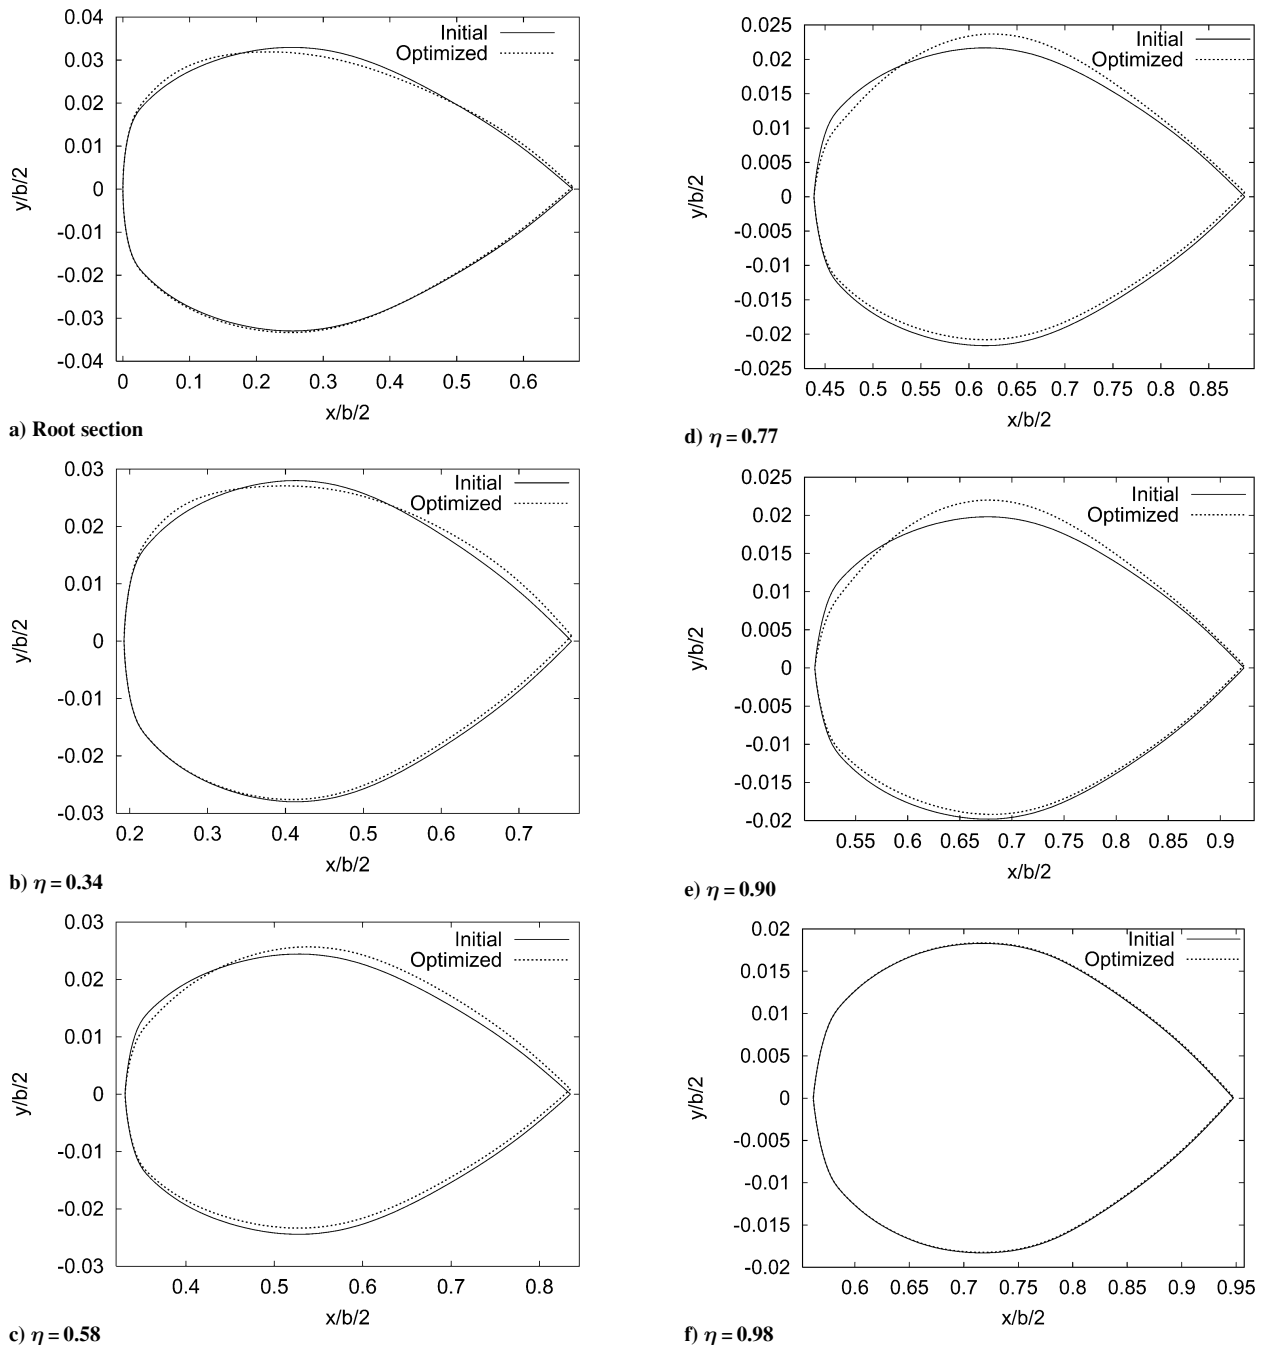 0.04
0.03
0.02
0.01
0
-0.01
-0.02
-0.03
-0.04
y/b/2
Initial
Optimized
0 0.1 0.2 0.3 0.4 0.5 0.6
x/b/2
a) Root section
0.03
0.02
0.01
0
-0.01
-0.02
-0.03
y/b/2
Initial
Optimized
0.2 0.3 0.4 0.5 0.6 0.7
x/b/2
b) η = 0.34
0.03
0.02
0.01
0
-0.01
-0.02
-0.03
y/b/2
Initial
Optimized
0.4 0.5 0.6 0.7 0.8
x/b/2
c) η = 0.58
0.025
0.02
0.015
0.01
0.005
0
-0.005
-0.01
-0.015
-0.02
-0.025
y/b/2
Initial
Optimized
0.45 0.5 0.55 0.6 0.65 0.7 0.75 0.8 0.85
x/b/2
d) η = 0.77
0.025
0.02
0.015
0.01
0.005
0
-0.005
-0.01
-0.015
-0.02
y/b/2
Initial
Optimized
0.55 0.6 0.65 0.7 0.75 0.8 0.85 0.9
x/b/2
e) η = 0.90
0.02
0.015
0.01
0.005
0
-0.005
-0.01
-0.015
-0.02
y/b/2
Initial
Optimized
0.6 0.65 0.7 0.75 0.8 0.85 0.9 0.95
x/b/2
f) η = 0.98